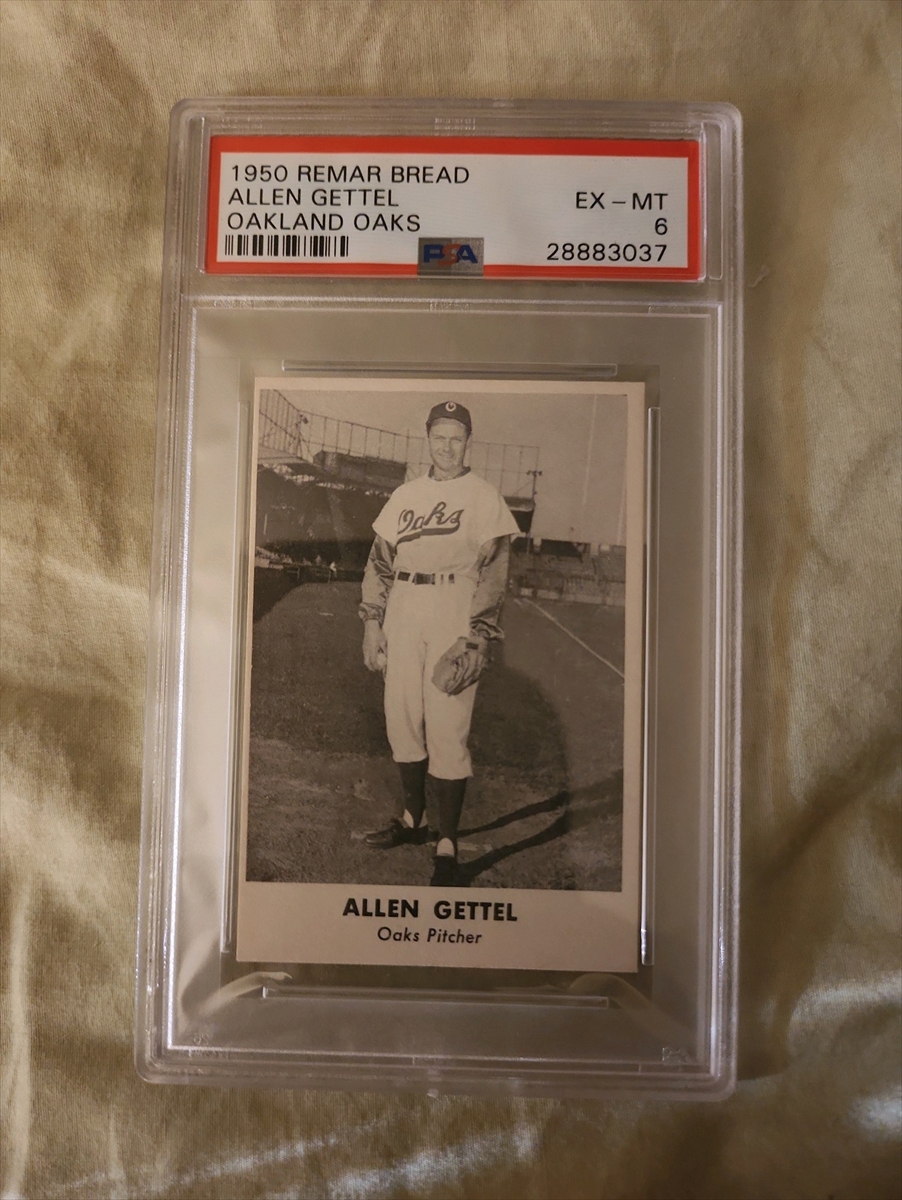 1950 REMAR BREAD
ALLEN GETTEL
OAKLAND OAKS
EX – MT
6
28883037
PSA
O
Oaks
ALLEN GETTEL
Oaks Pitcher